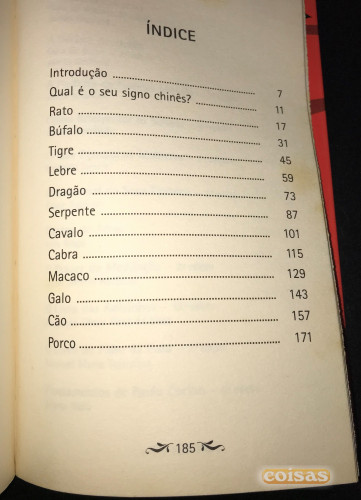 ÍNDICE
Introdução ........................................ 7
Qual é o seu signo chinês? .................. 11
Rato .................................................. 17
Búfalo ................................................ 31
Tigre .................................................. 45
Lebre .................................................. 59
Dragão ................................................ 73
Serpente ............................................. 87
Cavalo ................................................ 101
Cabra .................................................. 115
Macaco ............................................... 129
Galo .................................................... 143
Cão ..................................................... 157
Porco .................................................. 171
185
coisas